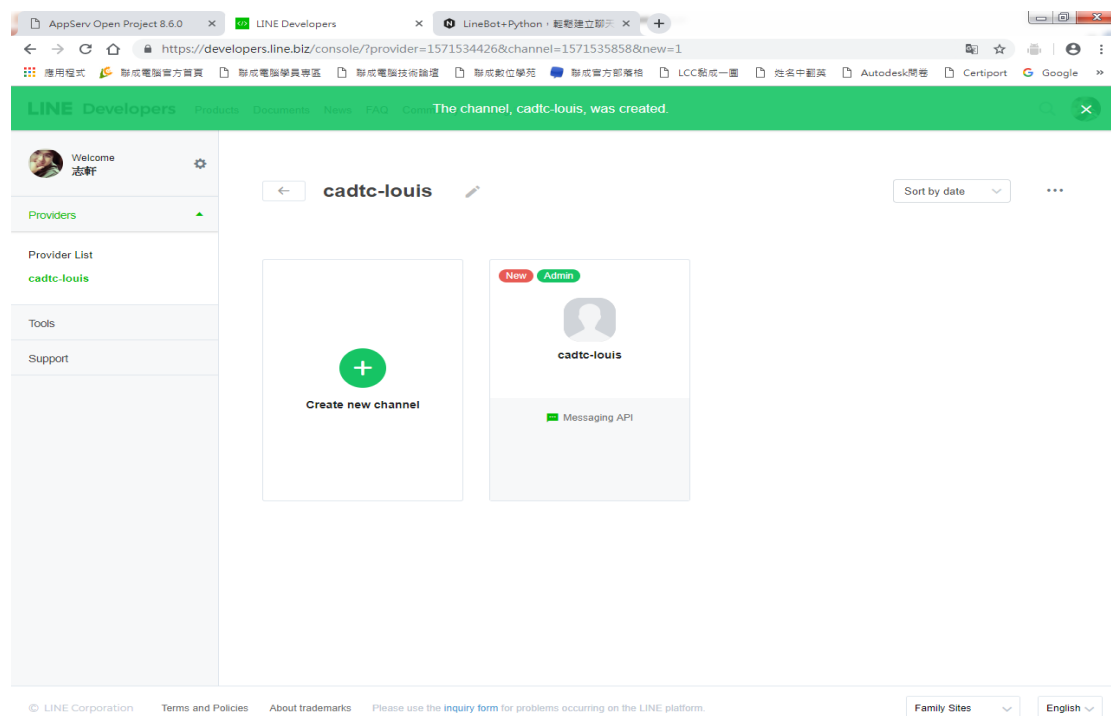 AppServ Open Project 8.6.0
LINE Developers
LineBot+Python，輕鬆建立聊天
https://developers.line.biz/console/?provider=1571534426&channel=1571535858&new=1
應用程式 聯成電腦官方首頁 聯成電腦學員專區 聯成電腦技術論壇 聯成數位學苑 聯成官方部落格 LCC黏成一團 姓名中翻英 Autodesk問卷 Certiport Google »
LINE Developers Products Documents News FAQ
The channel, cadtc-louis, was created.
Welcome
志軒
cadtc-louis
Sort by date
Providers
Provider List
cadtc-louis
Tools
Support
Create new channel
New Admin
cadtc-louis
Messaging API
© LINE Corporation Terms and Policies About trademarks Please use the inquiry form for problems occurring on the LINE platform.
Family Sites
English